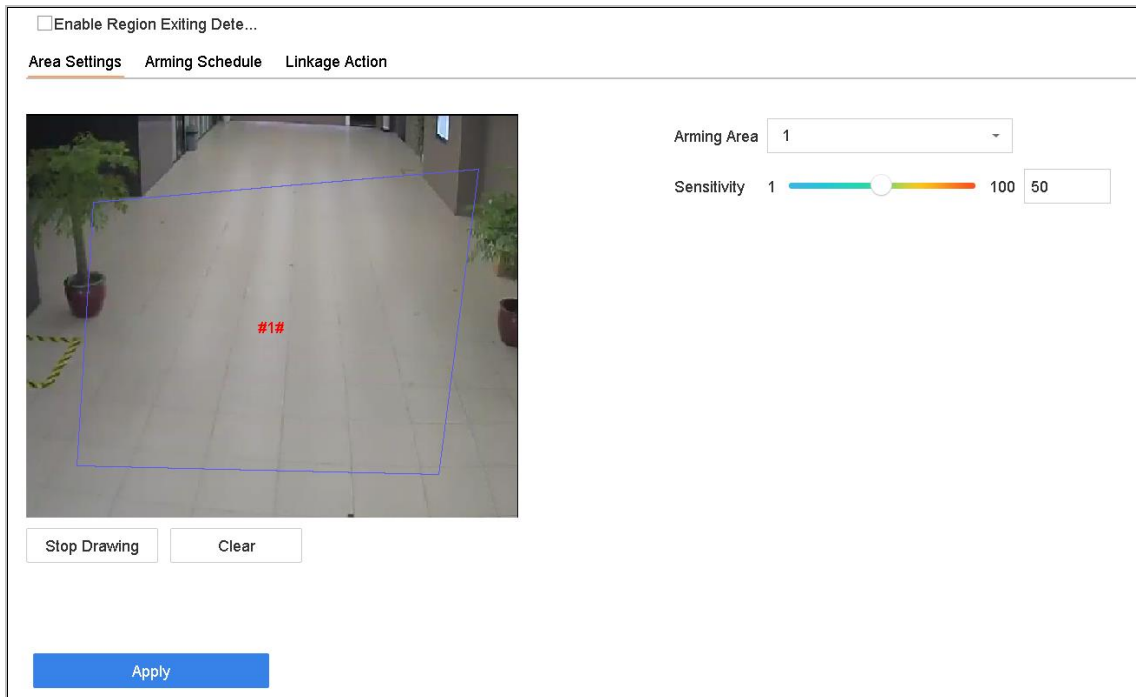 Enable Region Exiting Dete...
Area Settings Arming Schedule Linkage Action
Arming Area 1
Sensitivity 1 100 50
#1#
Stop Drawing Clear
Apply